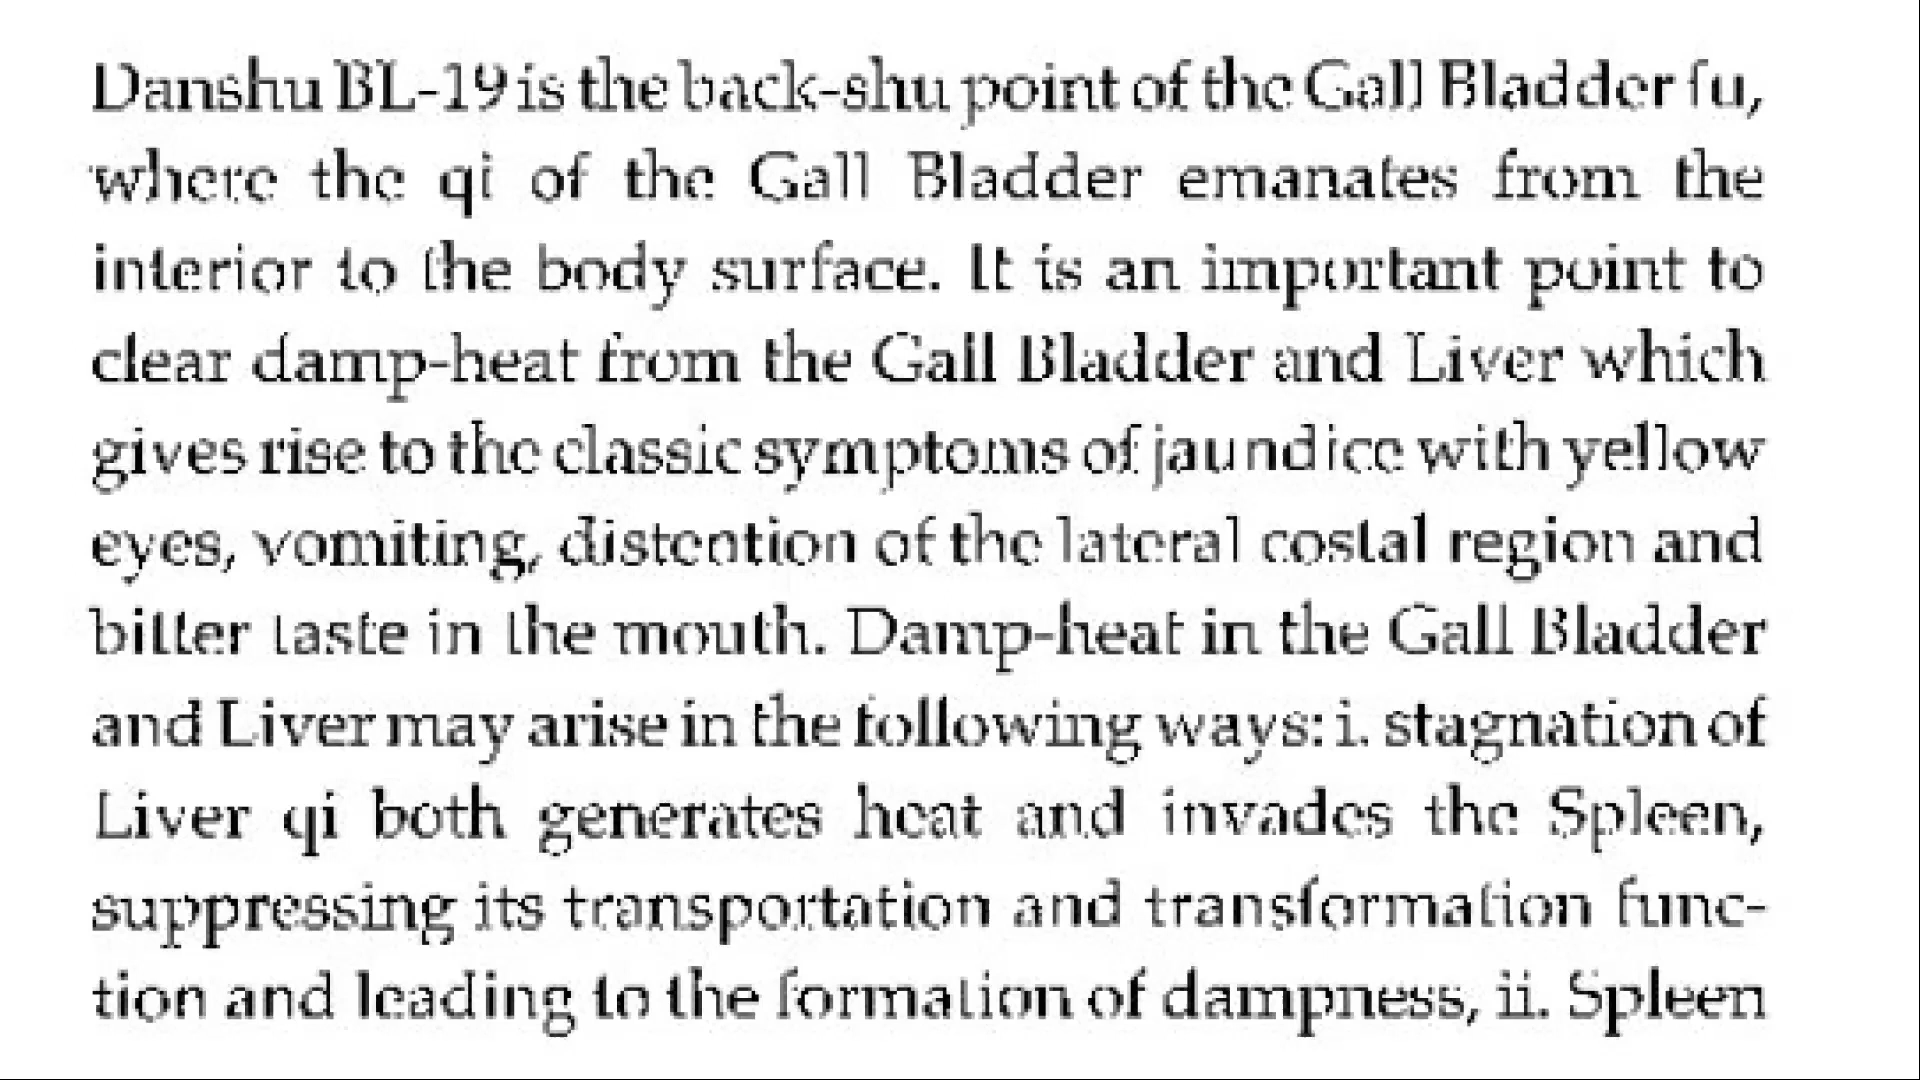 Danshu BL-19 is the back-shu point of the Gall Bladder fu,
where the qi of the Gall Bladder emanates from the
interior to the body surface. It is an important point to
clear damp-heat from the Gall Bladder and Liver which
gives rise to the classic symptoms of jaundice with yellow
eyes, vomiting, distention of the lateral costal region and
bitter taste in the mouth. Damp-heat in the Gall Bladder
and Liver may arise in the following ways: i. stagnation of
Liver qi both generates heat and invades the Spleen,
suppressing its transportation and transformation func-
tion and leading to the formation of dampness, ii. Spleen